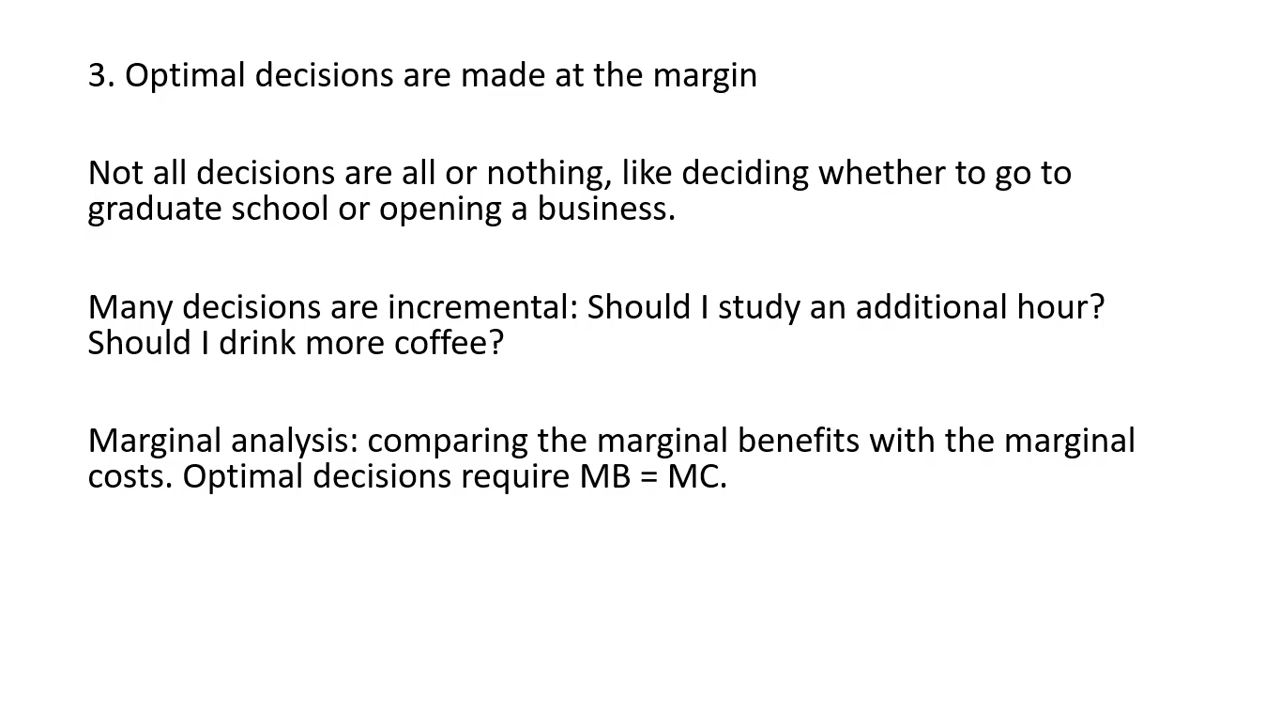 3. Optimal decisions are made at the margin
Not all decisions are all or nothing, like deciding whether to go to
graduate school or opening a business.
Many decisions are incremental: Should I study an additional hour?
Should I drink more coffee?
Marginal analysis: comparing the marginal benefits with the marginal
costs. Optimal decisions require MB = MC.